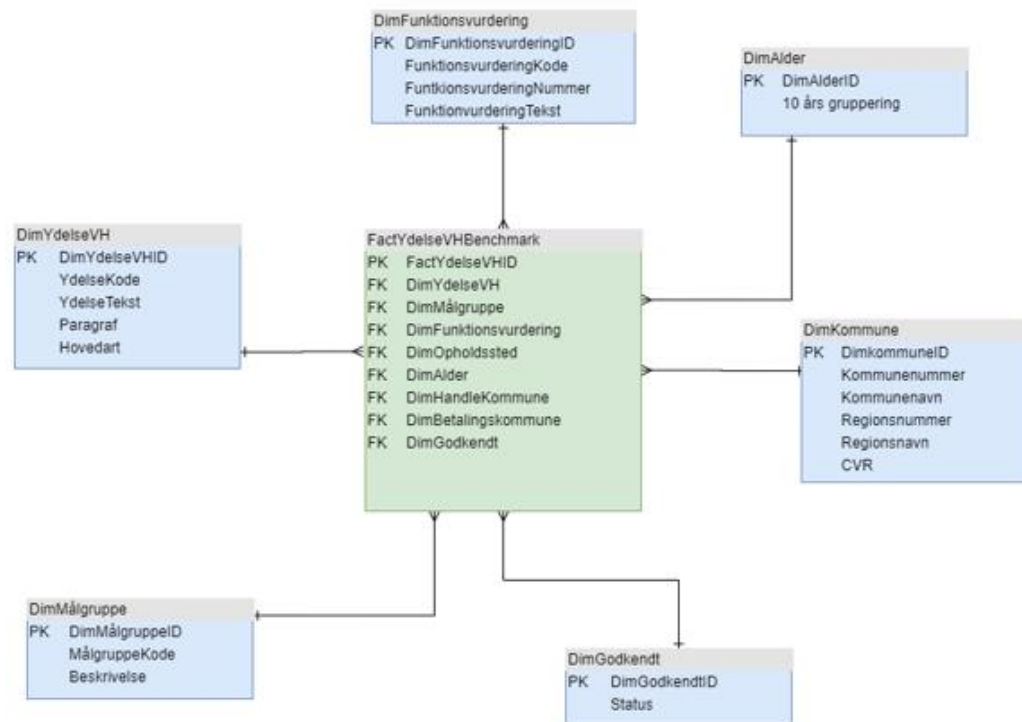 DimFunktionsvurdering
PK DimFunktionsvurderingID
FunktionsvurderingKode
FuntkionsvurderingNummer
FunktionvurderingTekst
DimAlder
PK DimAlderID
10 års gruppering
DimYdelseVH
PK DimYdelseVHID
YdelseKode
YdelseTekst
Paragraf
Hovedart
FactYdelseVHBenchmark
PK FactYdelseVHID
FK DimYdelseVH
FK DimMålgruppe
FK DimFunktionsvurdering
FK DimOpholdssted
FK DimAlder
FK DimHandleKommune
FK DimBetalingskommune
FK DimGodkendt
DimKommune
PK DimkommuneID
Kommunenummer
Kommunenavn
Regionsnummer
Regionsnavn
CVR
DimMålgruppe
PK DimMålgruppeID
MålgruppeKode
Beskrivelse
DimGodkendt
PK DimGodkendtID
Status